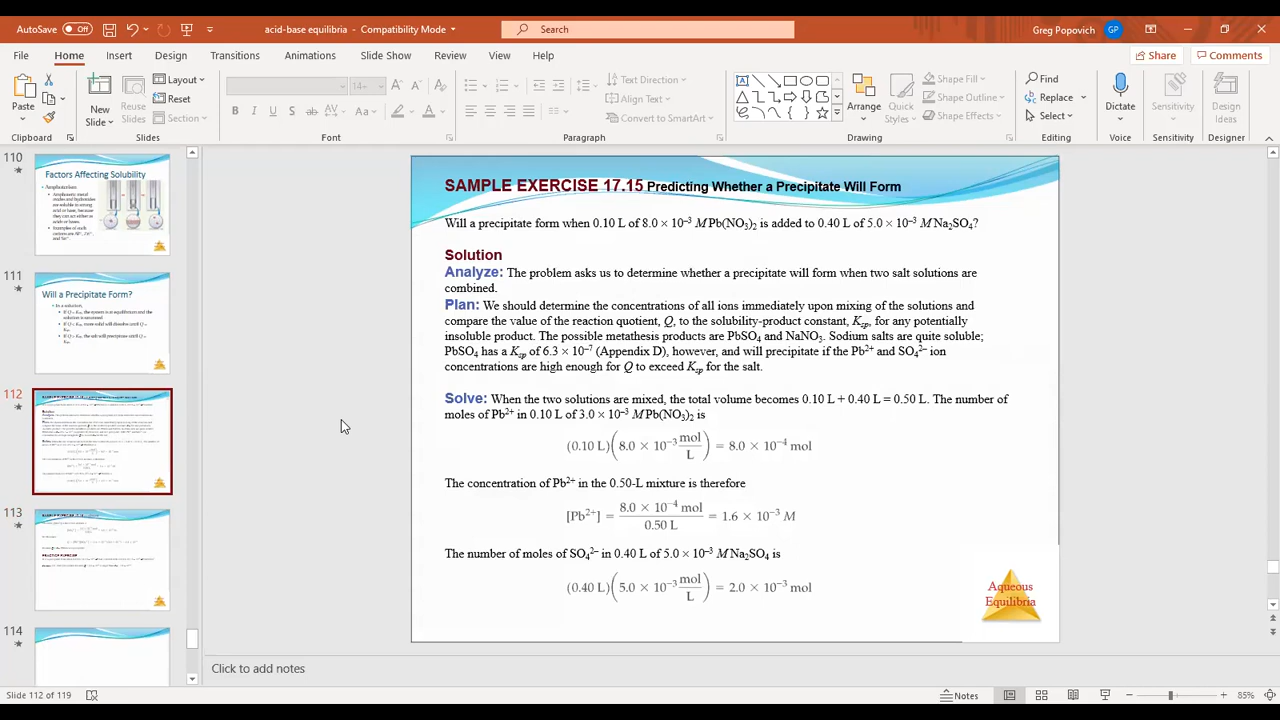 AutoSave Off acid-base equilibria - Compatibility Mode Search Greg Popovich GP
File Home Insert Design Transitions Animations Slide Show Review View Help Share Comments
Paste New Slide Reuse Slides Layout Reset Section 14+ Text Direction Align Text Convert to SmartArt Arrange Quick Styles Shape Fill Shape Outline Shape Effects Find Replace Select Dictate Sensitivity Design Ideas
Clipboard Slides Font Paragraph Drawing Editing Voice Sensitivity Designer
110
Factors Affecting Solubility
111
Will a Precipitate Form?
112
113
114
SAMPLE EXERCISE 17.15 Predicting Whether a Precipitate Will Form
Will a precipitate form when 0.10 L of 8.0 × 10⁻³ M Pb(NO₃)₂ is added to 0.40 L of 5.0 × 10⁻³ M Na₂SO₄?
Solution
Analyze: The problem asks us to determine whether a precipitate will form when two salt solutions are
combined.
Plan: We should determine the concentrations of all ions immediately upon mixing of the solutions and
compare the value of the reaction quotient, Q, to the solubility-product constant, Ksp, for any potentially
insoluble product. The possible metathesis products are PbSO₄ and NaNO₃. Sodium salts are quite soluble;
PbSO₄ has a Ksp of 6.3 × 10⁻⁷ (Appendix D), however, and will precipitate if the Pb²⁺ and SO₄²⁻ ion
concentrations are high enough for Q to exceed Ksp for the salt.
Solve: When the two solutions are mixed, the total volume becomes 0.10 L + 0.40 L = 0.50 L. The number of
moles of Pb²⁺ in 0.10 L of 3.0 × 10⁻³ M Pb(NO₃)₂ is
(0.10 L)(8.0 × 10⁻³ mol/L) = 8.0 × 10⁻⁴ mol
The concentration of Pb²⁺ in the 0.50-L mixture is therefore
[Pb²⁺] = 8.0 × 10⁻⁴ mol / 0.50 L = 1.6 × 10⁻³ M
The number of moles of SO₄²⁻ in 0.40 L of 5.0 × 10⁻³ M Na₂SO₄ is
(0.40 L)(5.0 × 10⁻³ mol/L) = 2.0 × 10⁻³ mol
Aqueous
Equilibria
Click to add notes
Slide 112 of 119 Notes 85%